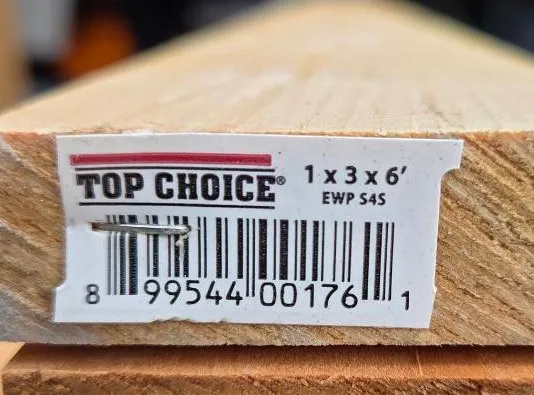 TOP CHOICE®
1 x 3 x 6'
EWP S4S
8 99544 00176 1